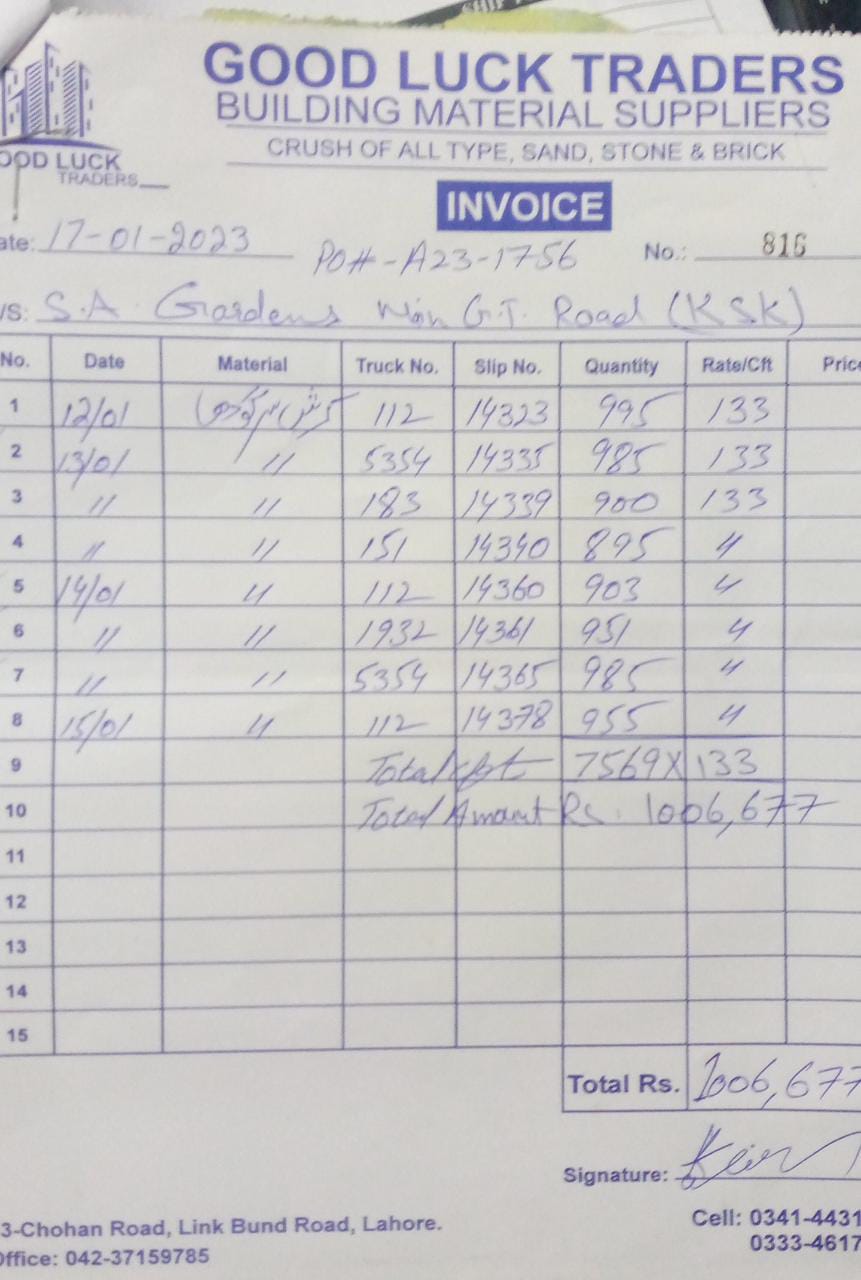 SHIP
GOOD LUCK TRADERS
BUILDING MATERIAL SUPPLIERS
CRUSH OF ALL TYPE, SAND, STONE & BRICK
OOD LUCK
TRADERS
INVOICE
ate: 17-01-2023 PO#-A23-1756 No.: 816
/S: S.A. Gardens Main G.T. Road (KSK)
No. Date Material Truck No. Slip No. Quantity Rate/Cft Price
1 12/01 کرش 112 14323 995 133
2 13/01 〃 5354 14335 985 133
3 〃 〃 183 14339 900 133
4 〃 〃 151 14340 895 〃
5 14/01 〃 112 14360 903 〃
6 〃 〃 1932 14361 951 〃
7 〃 〃 5354 14365 985 〃
8 15/01 〃 112 14378 955 〃
9 Total cft 7569X133
10 Total Amount Rs. 1006,677
11
12
13
14
15
Total Rs. 1006,677
Signature:
3-Chohan Road, Link Bund Road, Lahore. Cell: 0341-4431
Office: 042-37159785 0333-4617